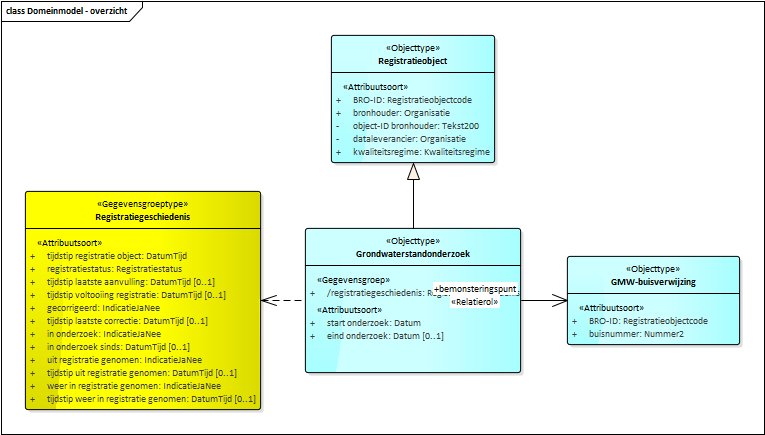 class Domeinmodel - overzicht
«Objecttype»
Registratieobject
«Attribuutsoort»
+ BRO-ID: Registratieobjectcode
+ bronhouder: Organisatie
- object-ID bronhouder: Tekst200
- dataleverancier: Organisatie
+ kwaliteitsregime: Kwaliteitsregime
«Gegevensgroeptype»
Registratiegeschiedenis
«Attribuutsoort»
+ tijdstip registratie object: DatumTijd
+ registratiestatus: Registratiestatus
+ tijdstip laatste aanvulling: DatumTijd [0..1]
+ tijdstip voltooiing registratie: DatumTijd [0..1]
+ gecorrigeerd: IndicatieJaNee
+ tijdstip laatste correctie: DatumTijd [0..1]
+ in onderzoek: IndicatieJaNee
+ in onderzoek sinds: DatumTijd [0..1]
+ uit registratie genomen: IndicatieJaNee
+ tijdstip uit registratie genomen: DatumTijd [0..1]
+ weer in registratie genomen: IndicatieJaNee
+ tijdstip weer in registratie genomen: DatumTijd [0..1]
«Objecttype»
Grondwaterstandonderzoek
«Gegevensgroep»
+ /registratiegeschiedenis:
«Attribuutsoort»
+ start onderzoek: Datum
+ eind onderzoek: Datum [0..1]
+bemonsteringspunt
«Relatierol»
«Objecttype»
GMW-buisverwijzing
«Attribuutsoort»
+ BRO-ID: Registratieobjectcode
+ buisnummer: Nummer2